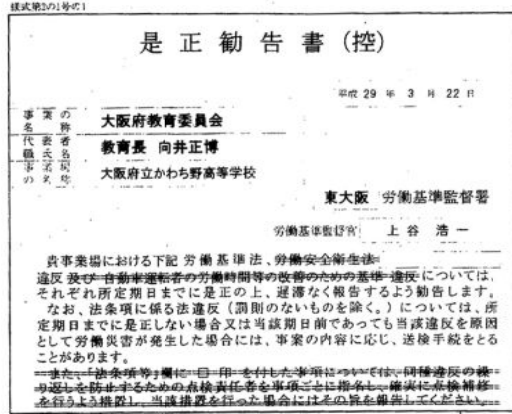 様式第2の1号の1
是正勧告書(控)
平成 29 年 3 月 22 日
事業の名称 大阪府教育委員会
代表者職氏名 教育長 向井正博
大阪府立かわち野高等学校
東大阪 労働基準監督署
労働基準監督官 上谷 浩一
貴事業場における下記労働基準法、労働安全衛生法
違反及び自動車運転者の労働時間等の改善のための基準違反については、
それぞれ所定期日までに是正の上、遅滞なく報告するよう勧告します。
なお、法条項に係る法違反(罰則のないものを除く。)については、所
定期日までに是正しない場合又は当該期日前であっても当該違反を原因
として労働災害が発生した場合には、事案の内容に応じ、送検手続をとる
ことがあります。
また、「法条項等」欄に □ 印を付した事項については、同種違反の繰
り返しを防止するための点検責任者を事項ごとに指名し、確実に点検補修
を行うよう措置し、当該措置を行った場合にはその旨を報告してください。